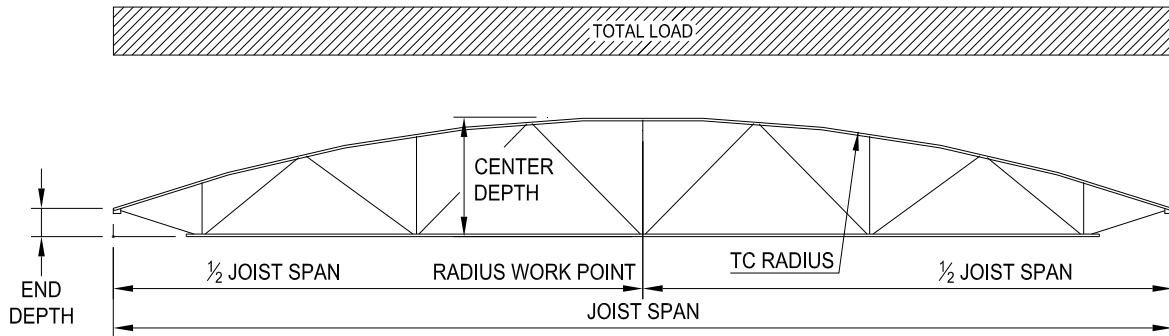 TOTAL LOAD
CENTER
DEPTH
½ JOIST SPAN
RADIUS WORK POINT
TC RADIUS
½ JOIST SPAN
END
DEPTH
JOIST SPAN